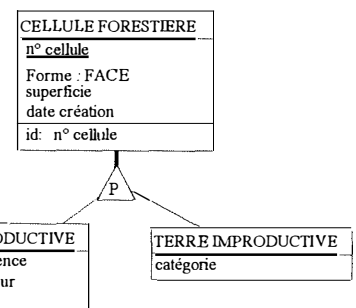 CELLULE FORESTIERE
n° cellule
Forme : FACE
superficie
date création
id: n° cellule
P
TERRE IMPRODUCTIVE
catégorie